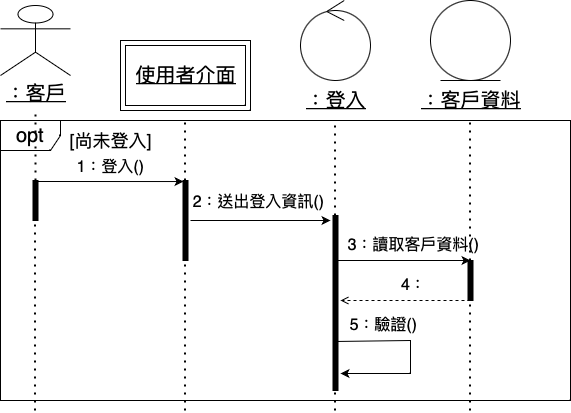 ：客戶
使用者介面
：登入
：客戶資料
opt
[尚未登入]
1：登入()
2：送出登入資訊()
3：讀取客戶資料()
4：
5：驗證()